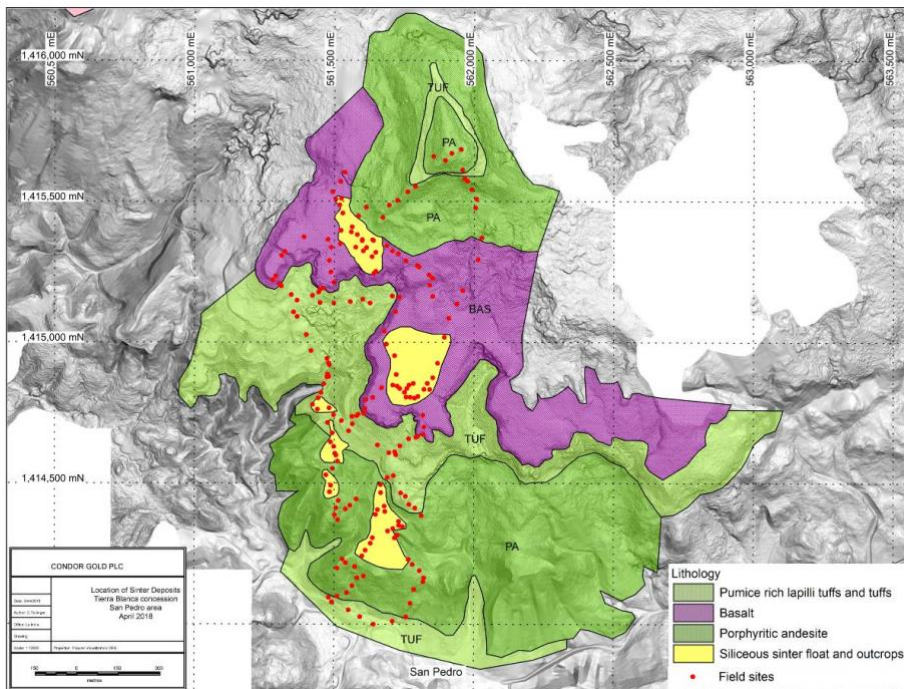 560,500 mE
561,000 mE
561,500 mE
562,000 mE
562,500 mE
563,000 mE
563,500 mE
1,416,000 mN
TUF
PA
1,415,500 mN
PA
BAS
1,415,000 mN
TUF
1,414,500 mN
PA
TUF
San Pedro
CONDOR GOLD PLC
Location of Sinter Deposits
Tierra Blanca concession
San Pedro area
April 2018
150 0 150 300
metres
Lithology
Pumice rich lapilli tuffs and tuffs
Basalt
Porphyritic andesite
Siliceous sinter float and outcrops
Field sites